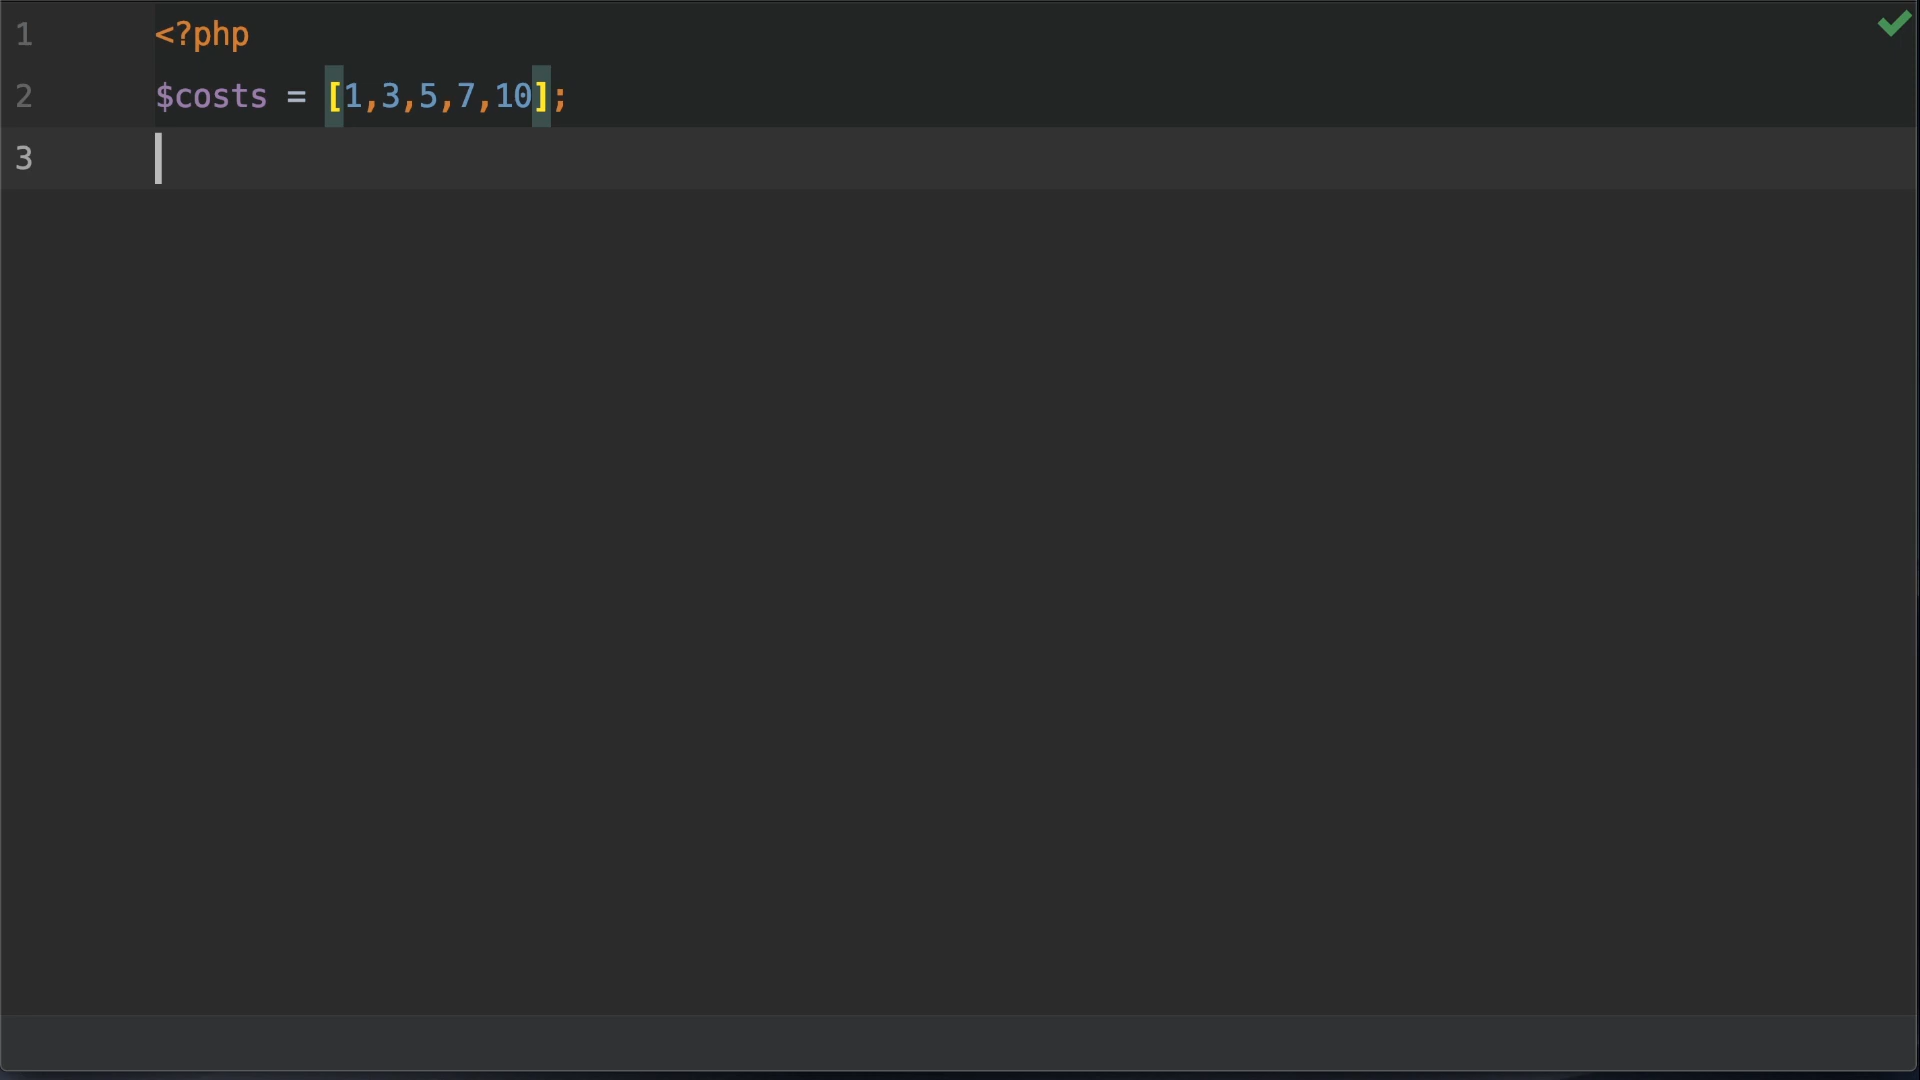 1 <?php
2 $costs = [1,3,5,7,10];
3